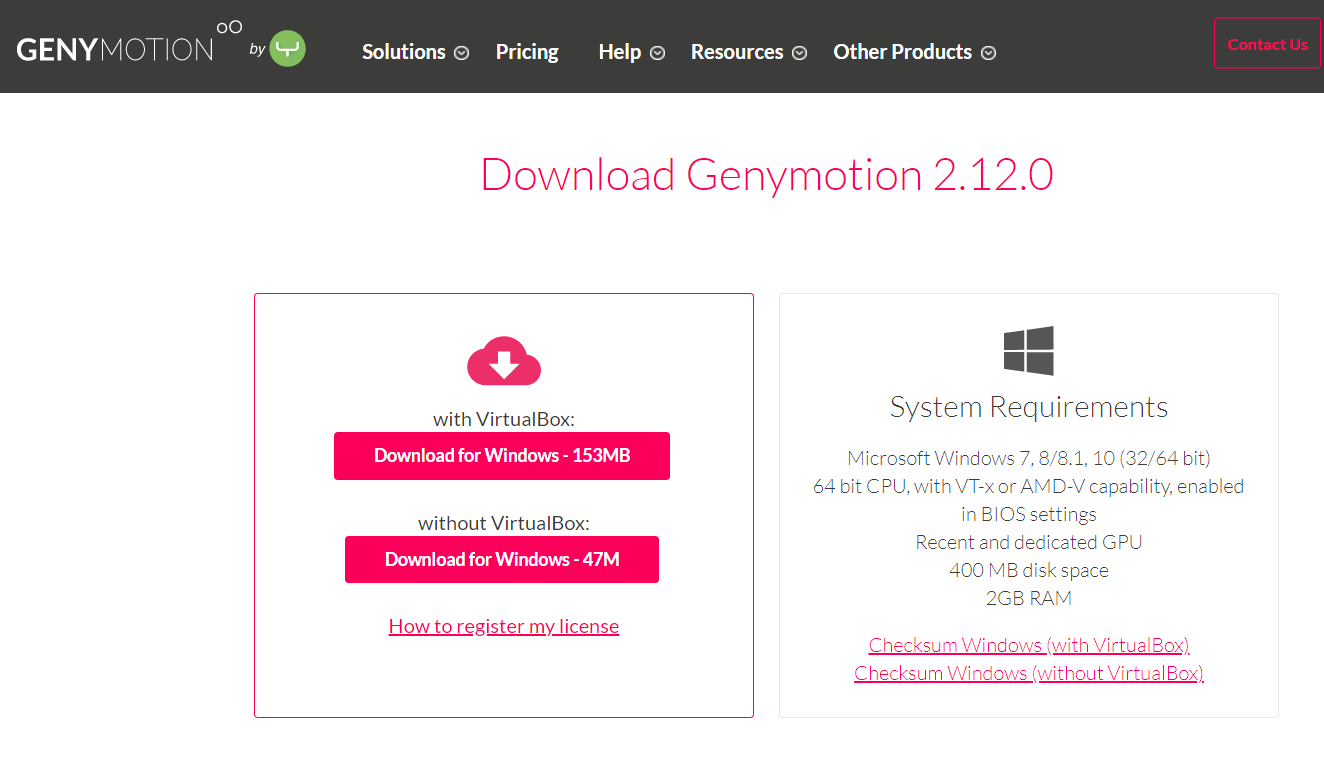 GENYMOTION by
Solutions
Pricing
Help
Resources
Other Products
Contact Us
Download Genymotion 2.12.0
with VirtualBox:
Download for Windows - 153MB
without VirtualBox:
Download for Windows - 47M
How to register my license
System Requirements
Microsoft Windows 7, 8/8.1, 10 (32/64 bit)
64 bit CPU, with VT-x or AMD-V capability, enabled
in BIOS settings
Recent and dedicated GPU
400 MB disk space
2GB RAM
Checksum Windows (with VirtualBox)
Checksum Windows (without VirtualBox)